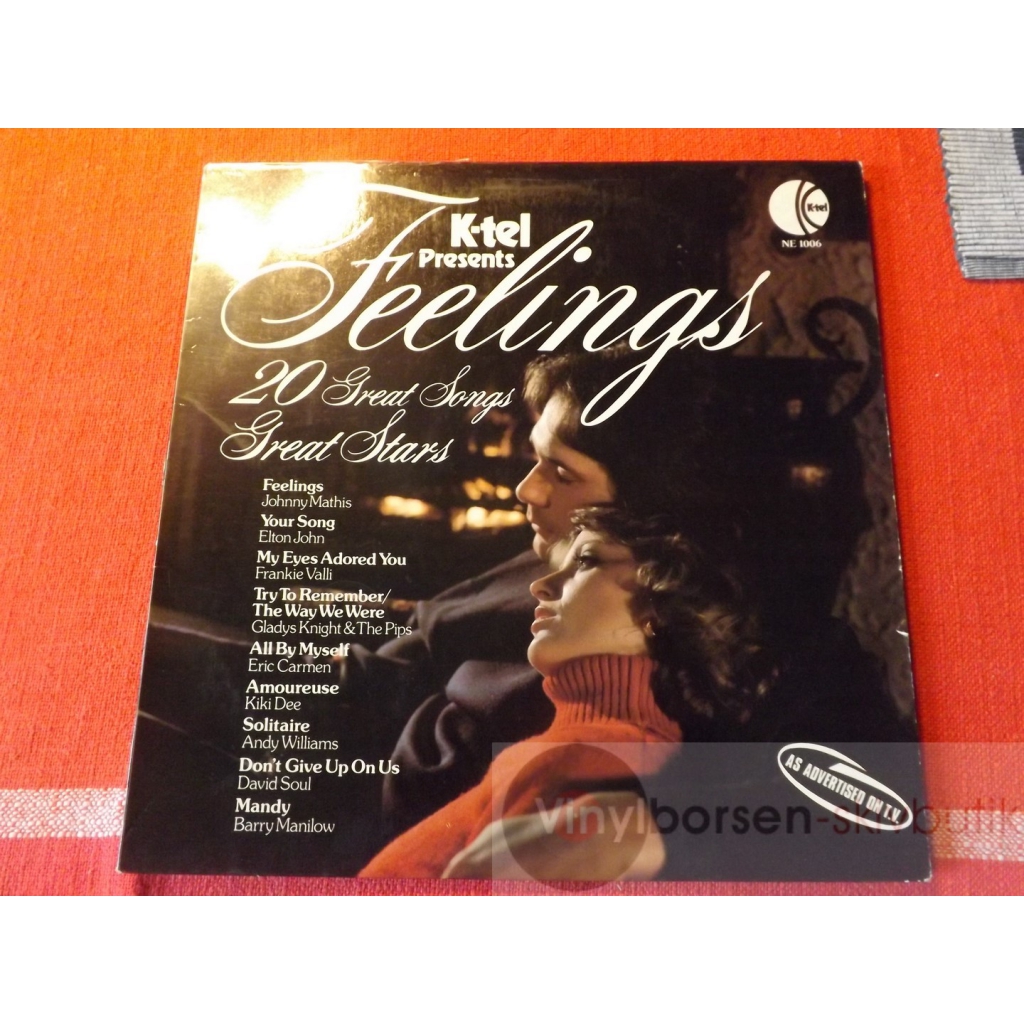 K-tel
Presents
Feelings
K-tel
NE 1006
20 Great Songs
Great Stars
Feelings
Johnny Mathis
Your Song
Elton John
My Eyes Adored You
Frankie Valli
Try To Remember/
The Way We Were
Gladys Knight & The Pips
All By Myself
Eric Carmen
Amoureuse
Kiki Dee
Solitaire
Andy Williams
Don't Give Up On Us
David Soul
Mandy
Barry Manilow
AS ADVERTISED ON T.V.
vinylborsen-skivbutik